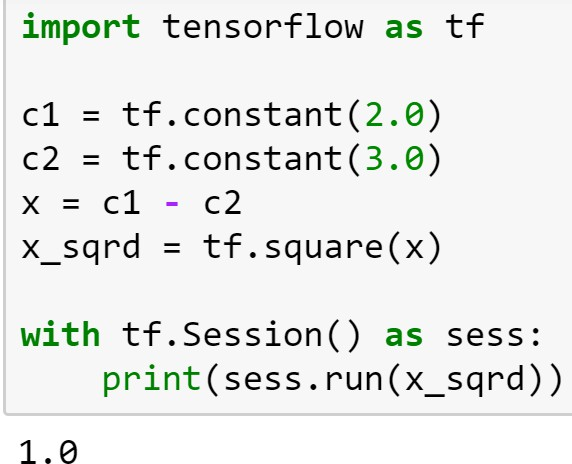 import tensorflow as tf
c1 = tf.constant(2.0)
c2 = tf.constant(3.0)
x = c1 - c2
x_sqrd = tf.square(x)
with tf.Session() as sess:
    print(sess.run(x_sqrd))
1.0